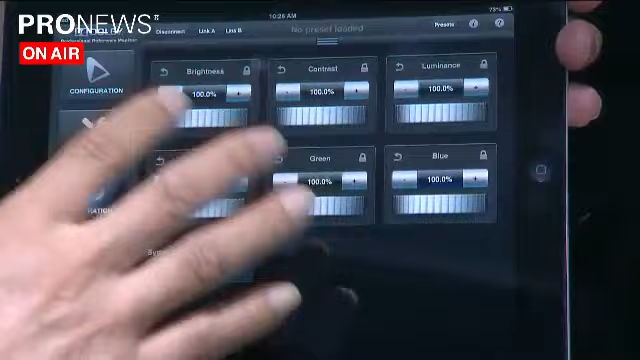 PRONEWS
ON AIR
10:26 AM
73%
Disconnect Link A Link B
No preset loaded
Presets
CONFIGURATION
Brightness
100.0%
+
Contrast
- 100.0% +
Luminance
- 100.0% +
Green
- 100.0% +
Blue
- 100.0% +